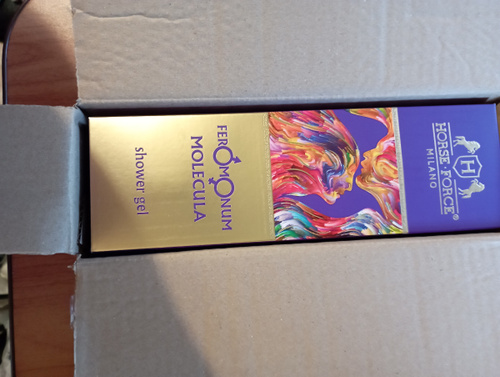 H
HORSE·FORCE®
MILANO
FEROMONUM
MOLECULA
shower gel